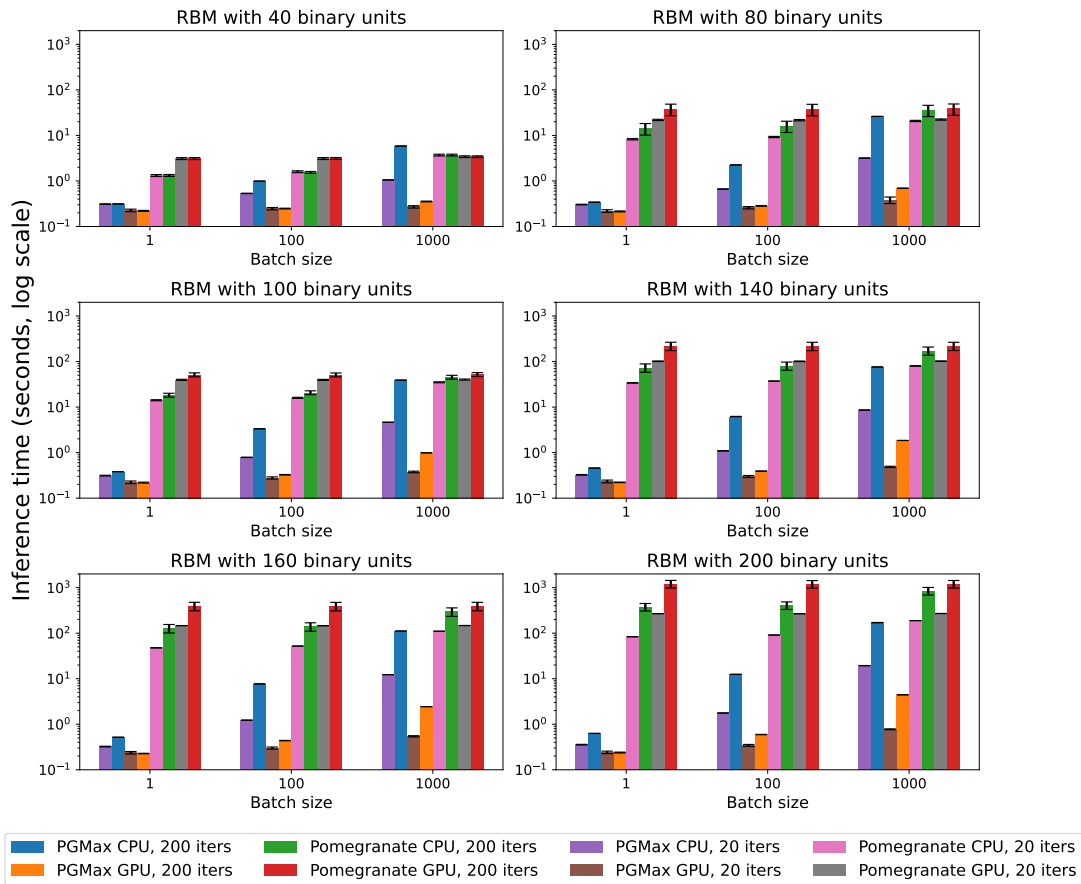 Inference time (seconds, log scale)
RBM with 40 binary units
10³
10²
10¹
10⁰
10⁻¹
1
100
1000
Batch size
RBM with 80 binary units
10³
10²
10¹
10⁰
10⁻¹
1
100
1000
Batch size
RBM with 100 binary units
10³
10²
10¹
10⁰
10⁻¹
1
100
1000
Batch size
RBM with 140 binary units
10³
10²
10¹
10⁰
10⁻¹
1
100
1000
Batch size
RBM with 160 binary units
10³
10²
10¹
10⁰
10⁻¹
1
100
1000
Batch size
RBM with 200 binary units
10³
10²
10¹
10⁰
10⁻¹
1
100
1000
Batch size
PGMax CPU, 200 iters
PGMax GPU, 200 iters
Pomegranate CPU, 200 iters
Pomegranate GPU, 200 iters
PGMax CPU, 20 iters
PGMax GPU, 20 iters
Pomegranate CPU, 20 iters
Pomegranate GPU, 20 iters